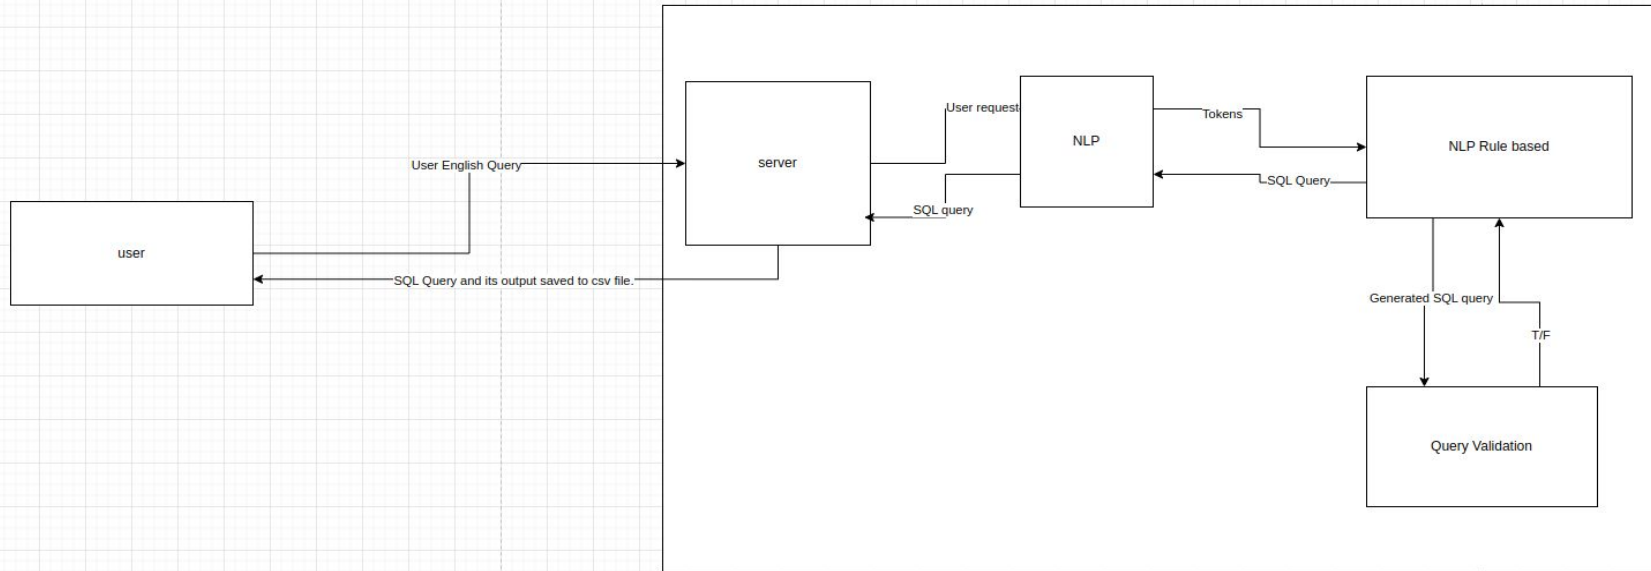 User request
Tokens
NLP
NLP Rule based
User English Query
server
SQL Query
SQL query
user
SQL Query and its output saved to csv file.
Generated SQL query
T/F
Query Validation